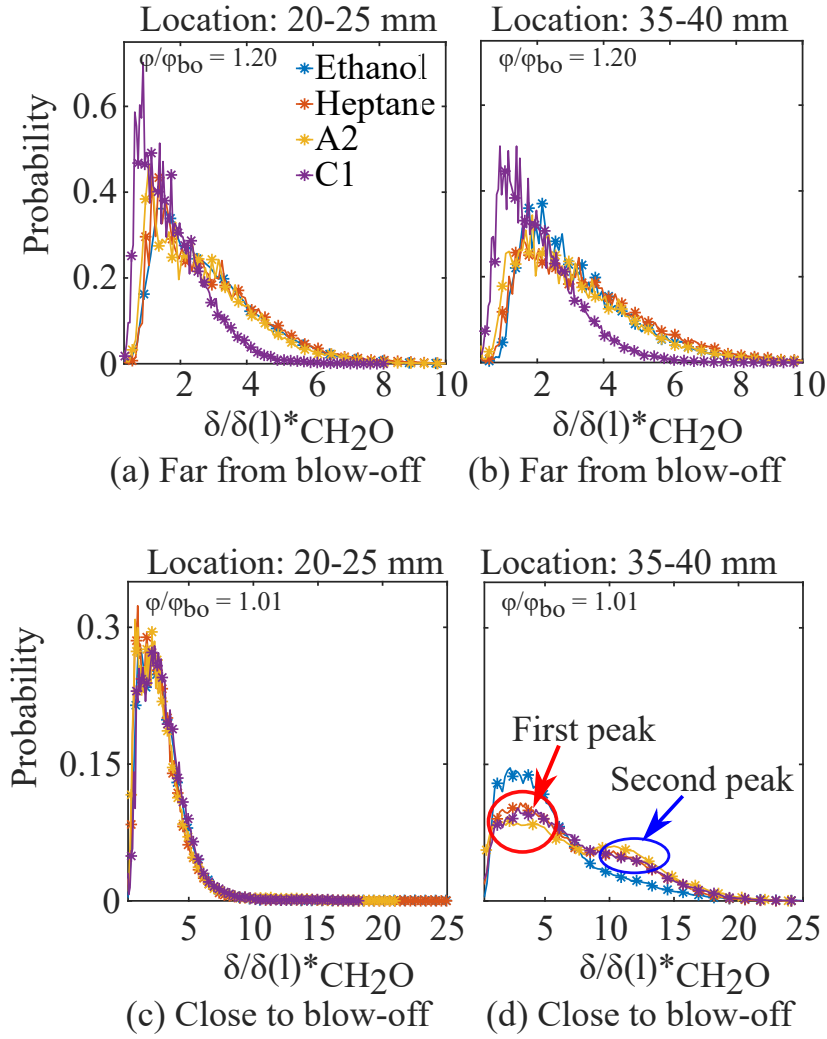 Location: 20-25 mm
Location: 35-40 mm
φ/φbo = 1.20
φ/φbo = 1.20
Ethanol
Heptane
A2
C1
Probability
0.6
0.4
0.2
0
2 4 6 8 10
2 4 6 8 10
δ/δ(l)*CH2O
δ/δ(l)*CH2O
(a) Far from blow-off
(b) Far from blow-off
Location: 20-25 mm
Location: 35-40 mm
φ/φbo = 1.01
φ/φbo = 1.01
Probability
0.3
0.15
0
First peak
Second peak
5 10 15 20 25
5 10 15 20 25
δ/δ(l)*CH2O
δ/δ(l)*CH2O
(c) Close to blow-off
(d) Close to blow-off